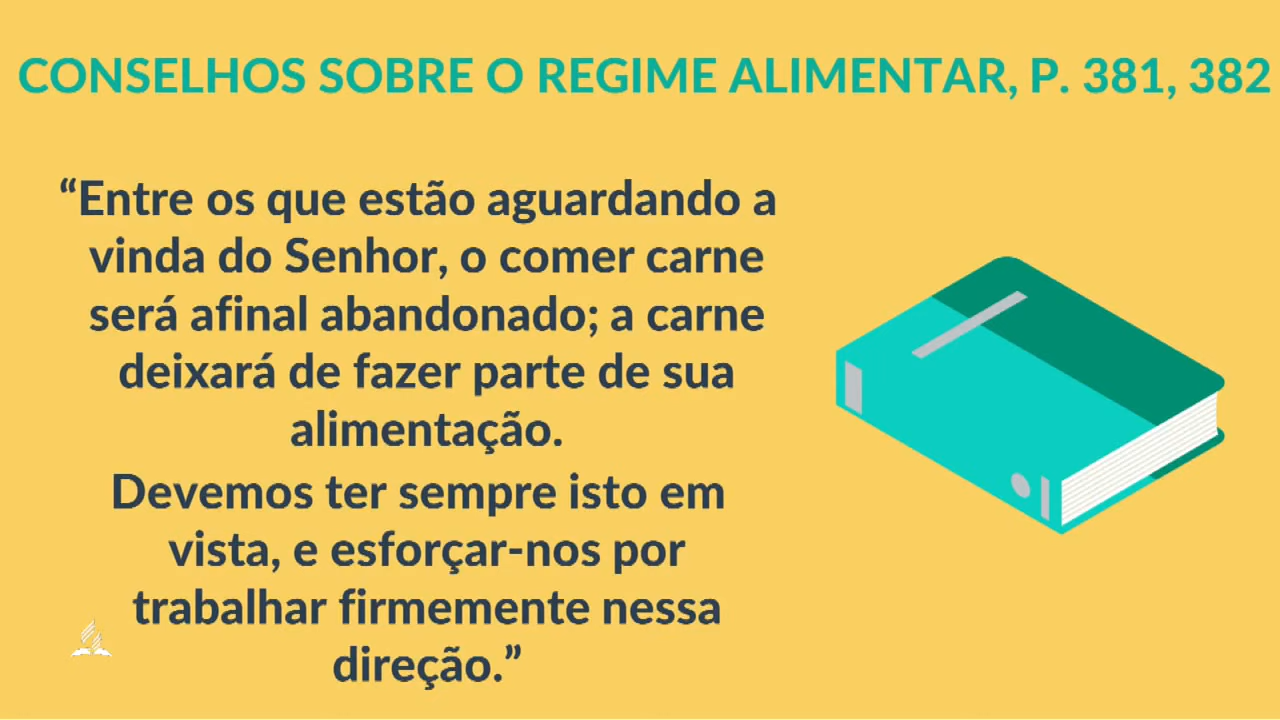 CONSELHOS SOBRE O REGIME ALIMENTAR, P. 381, 382
“Entre os que estão aguardando a
vinda do Senhor, o comer carne
será afinal abandonado; a carne
deixará de fazer parte de sua
alimentação.
Devemos ter sempre isto em
vista, e esforçar-nos por
trabalhar firmemente nessa
direção.”